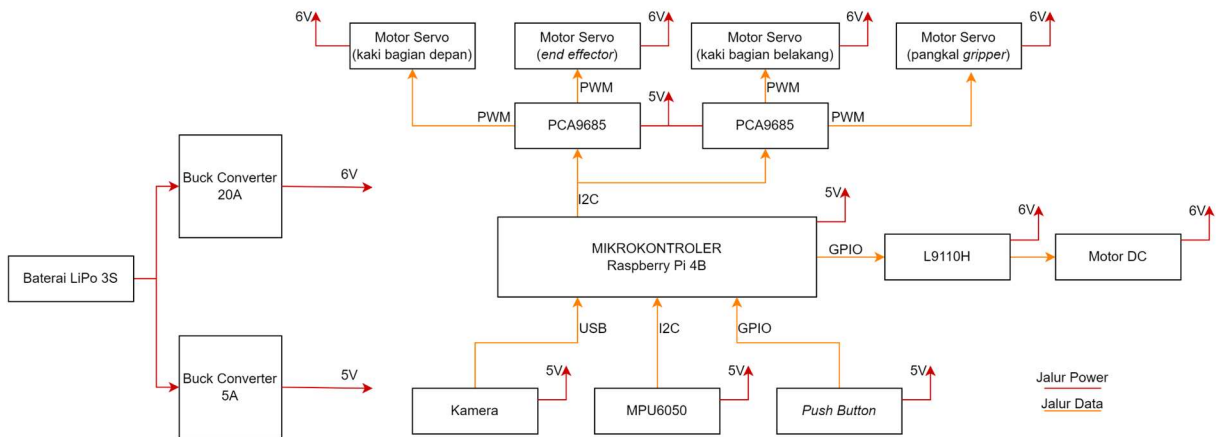 6V
6V
6V
6V
Motor Servo
(kaki bagian depan)
Motor Servo
(end effector)
Motor Servo
(kaki bagian belakang)
Motor Servo
(pangkal gripper)
PWM
PWM
5V
PWM
PCA9685
PCA9685
PWM
Buck Converter
20A
6V
I2C
5V
6V
6V
MIKROKONTROLER
Raspberry Pi 4B
GPIO
L9110H
Motor DC
Baterai LiPo 3S
USB
I2C
GPIO
Buck Converter
5A
5V
5V
5V
5V
Kamera
MPU6050
Push Button
Jalur Power
Jalur Data